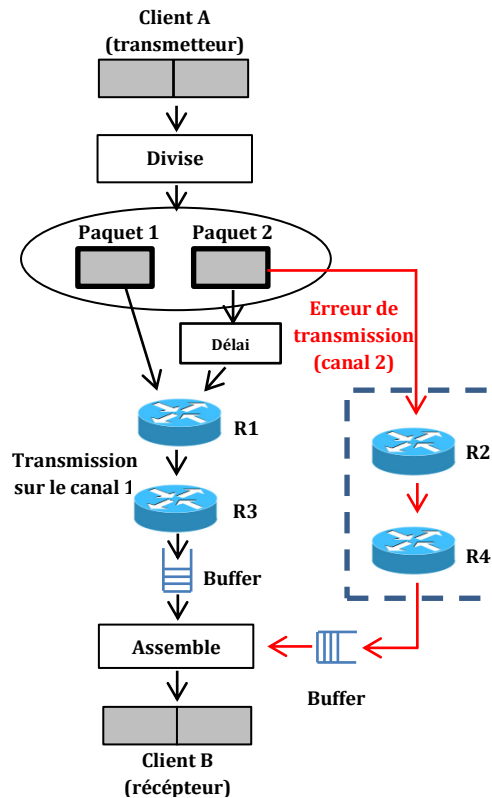 Client A
(transmetteur)
Divise
Paquet 1
Paquet 2
Erreur de
transmission
(canal 2)
Délai
R1
R2
Transmission
sur le canal 1
R3
R4
Buffer
Assemble
Buffer
Client B
(récépteur)